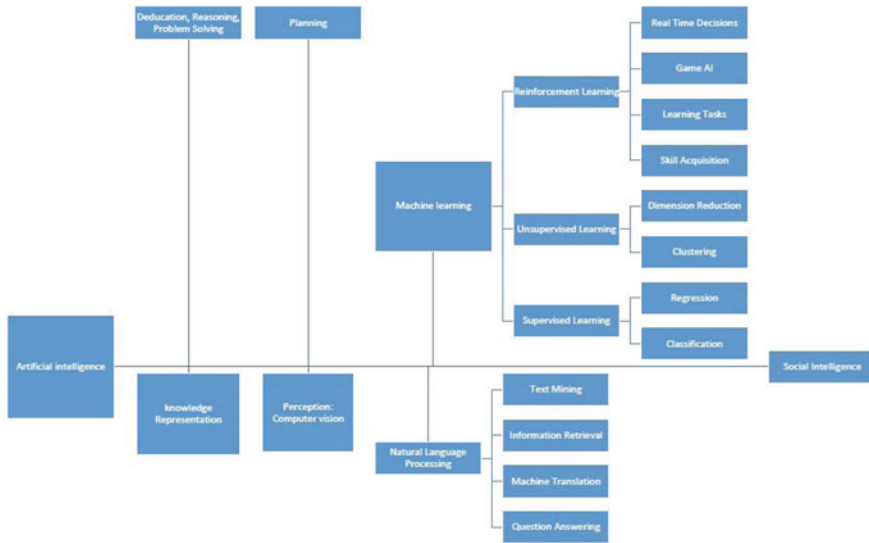 Deducation, Reasoning,
Problem Solving
Planning
Real Time Decisions
Game AI
Reinforcement Learning
Learning Tasks
Skill Acquisition
Machine learning
Dimension Reduction
Unsupervised Learning
Clustering
Regression
Supervised Learning
Classification
Artificial intelligence
Social Intelligence
knowledge
Representation
Perception:
Computer vision
Natural Language
Processing
Text Mining
Information Retrieval
Machine Translation
Question Answering